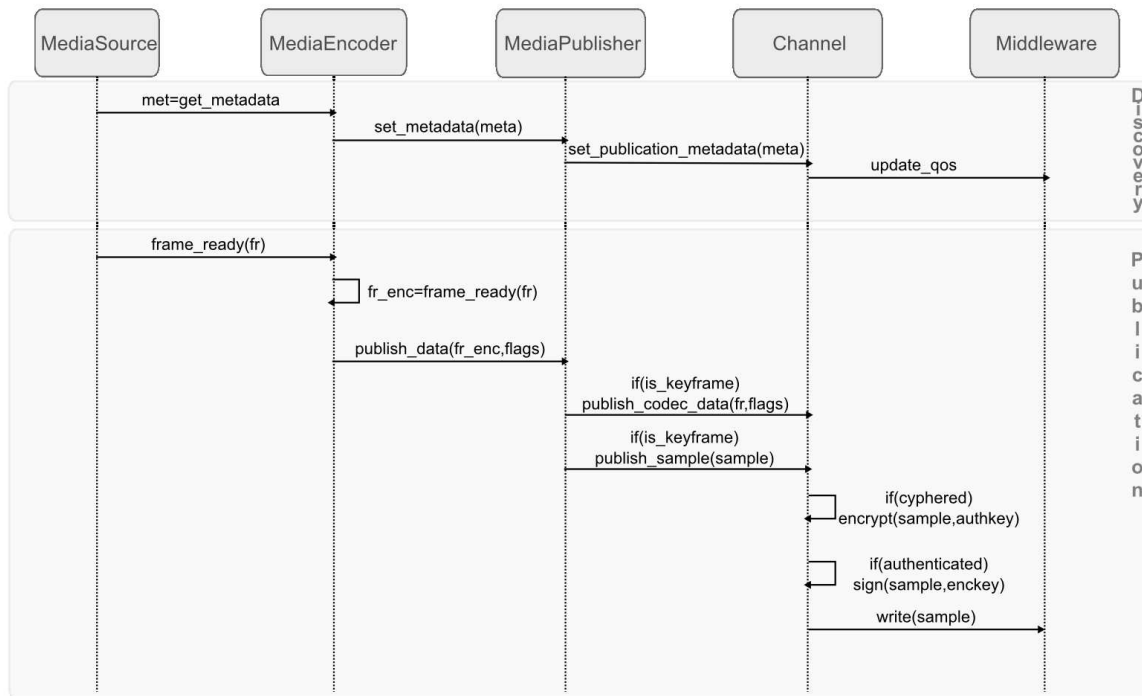 MediaSource
MediaEncoder
MediaPublisher
Channel
Middleware
Discovery
met=get_metadata
set_metadata(meta)
set_publication_metadata(meta)
update_qos
Publication
frame_ready(fr)
fr_enc=frame_ready(fr)
publish_data(fr_enc,flags)
if(is_keyframe)
publish_codec_data(fr,flags)
if(is_keyframe)
publish_sample(sample)
if(cyphered)
encrypt(sample,authkey)
if(authenticated)
sign(sample,enckey)
write(sample)